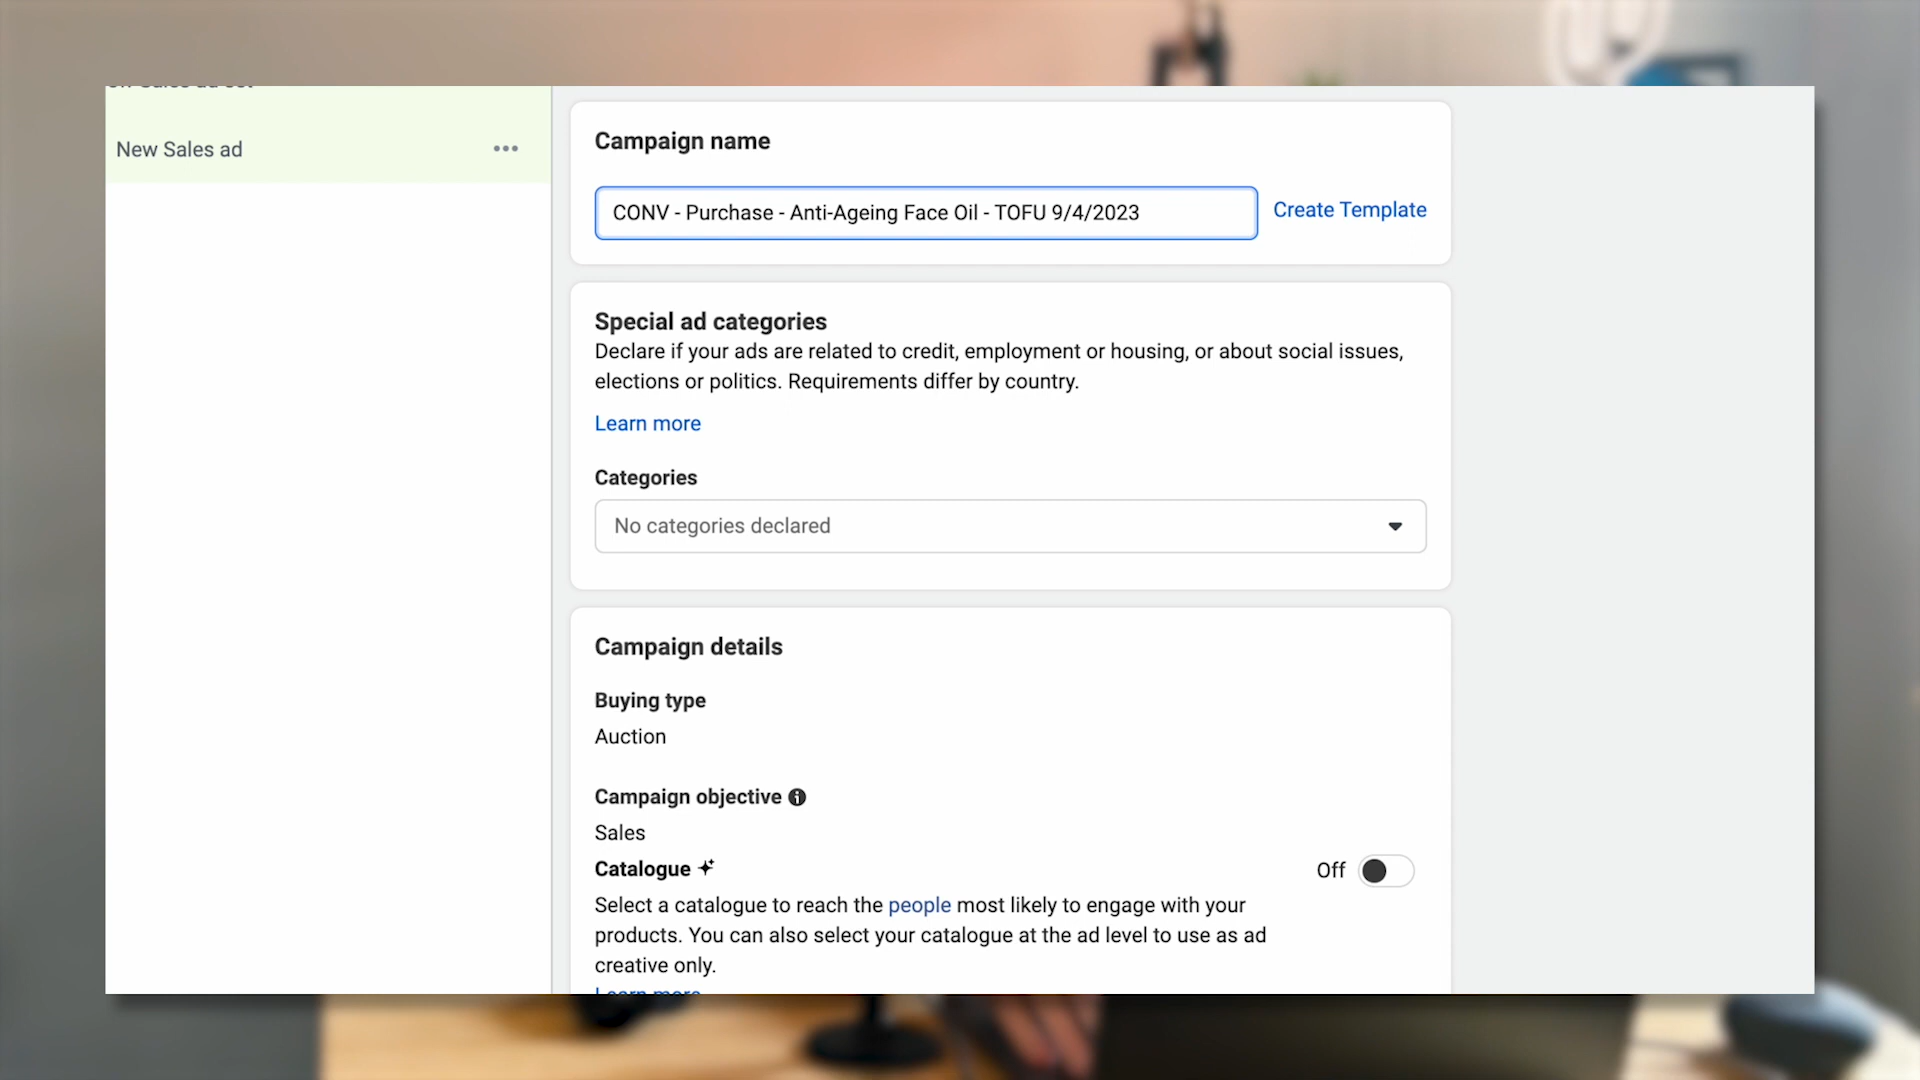 New Sales ad
Campaign name
CONV - Purchase - Anti-Ageing Face Oil - TOFU 9/4/2023
Create Template
Special ad categories
Declare if your ads are related to credit, employment or housing, or about social issues,
elections or politics. Requirements differ by country.
Learn more
Categories
No categories declared
Campaign details
Buying type
Auction
Campaign objective
Sales
Catalogue
Off
Select a catalogue to reach the people most likely to engage with your
products. You can also select your catalogue at the ad level to use as ad
creative only.
Learn more